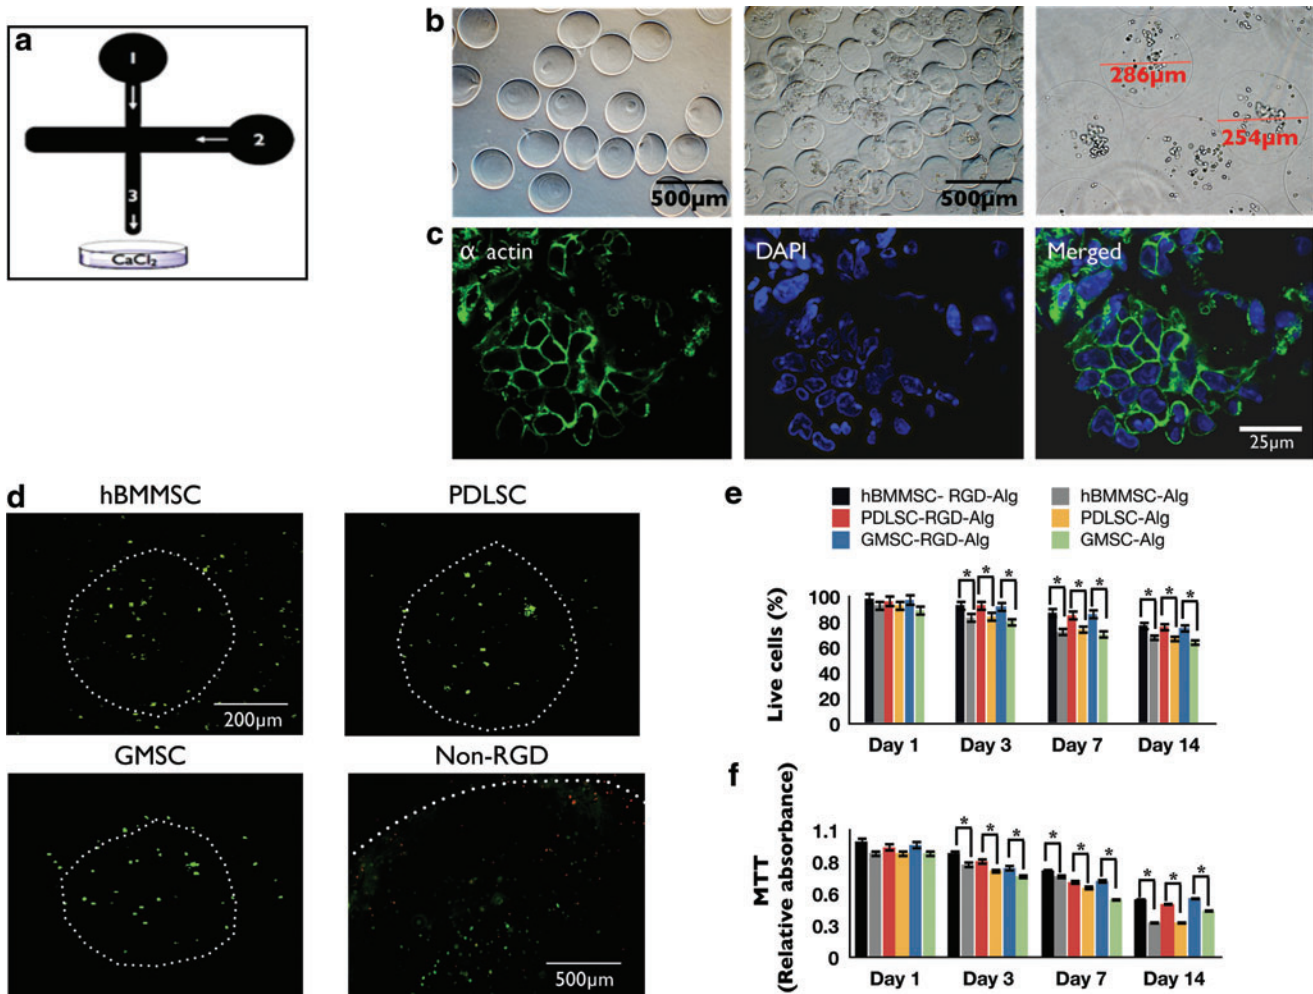 a
1
2
3
CaCl₂
b
500µm
500µm
286µm
254µm
c
α actin
DAPI
Merged
25µm
d
hBMMSC
PDLSC
200µm
GMSC
Non-RGD
500µm
e
hBMMSC- RGD-Alg
hBMMSC-Alg
PDLSC-RGD-Alg
PDLSC-Alg
GMSC-RGD-Alg
GMSC-Alg
Live cells (%)
100
80
60
40
20
0
* * *
* * *
* * *
Day 1
Day 3
Day 7
Day 14
f
MTT
(Relative absorbance)
1.1
0.8
0.6
0.3
0
* * *
* * *
* * *
Day 1
Day 3
Day 7
Day 14